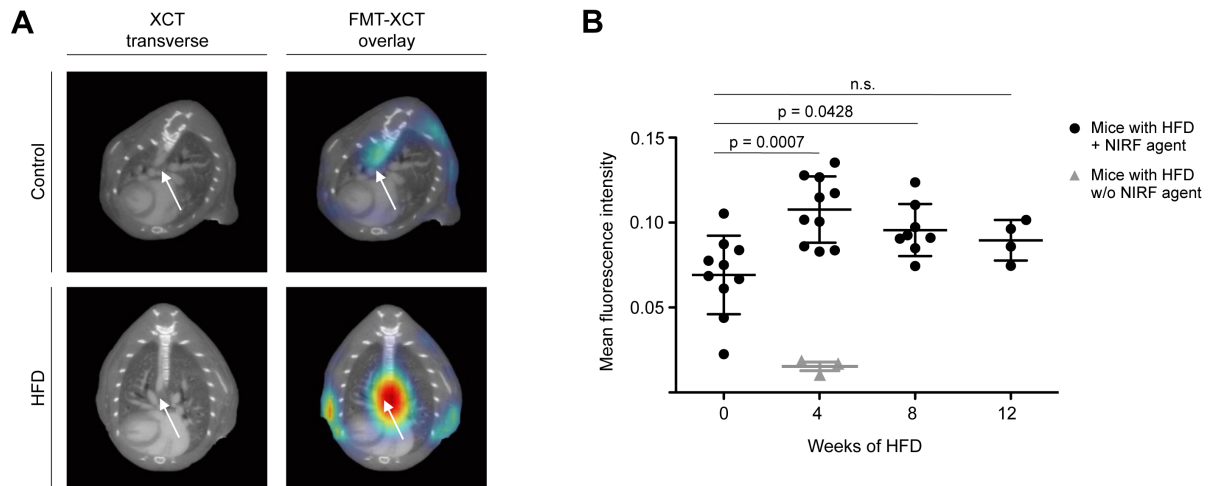 A
XCT
transverse
FMT-XCT
overlay
Control
HFD
B
n.s.
p = 0.0428
p = 0.0007
0.15
0.10
0.05
Mean fluorescence intensity
0
4
8
12
Weeks of HFD
Mice with HFD
+ NIRF agent
Mice with HFD
w/o NIRF agent